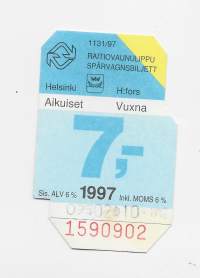 1131/97
RAITIOVAUNULIPPU
SPÅRVAGNSBILJETT
Helsinki H:fors
Aikuiset Vuxna
7,-
Sis. ALV 6 % 1997 Inkl. MOMS 6 %
1590902